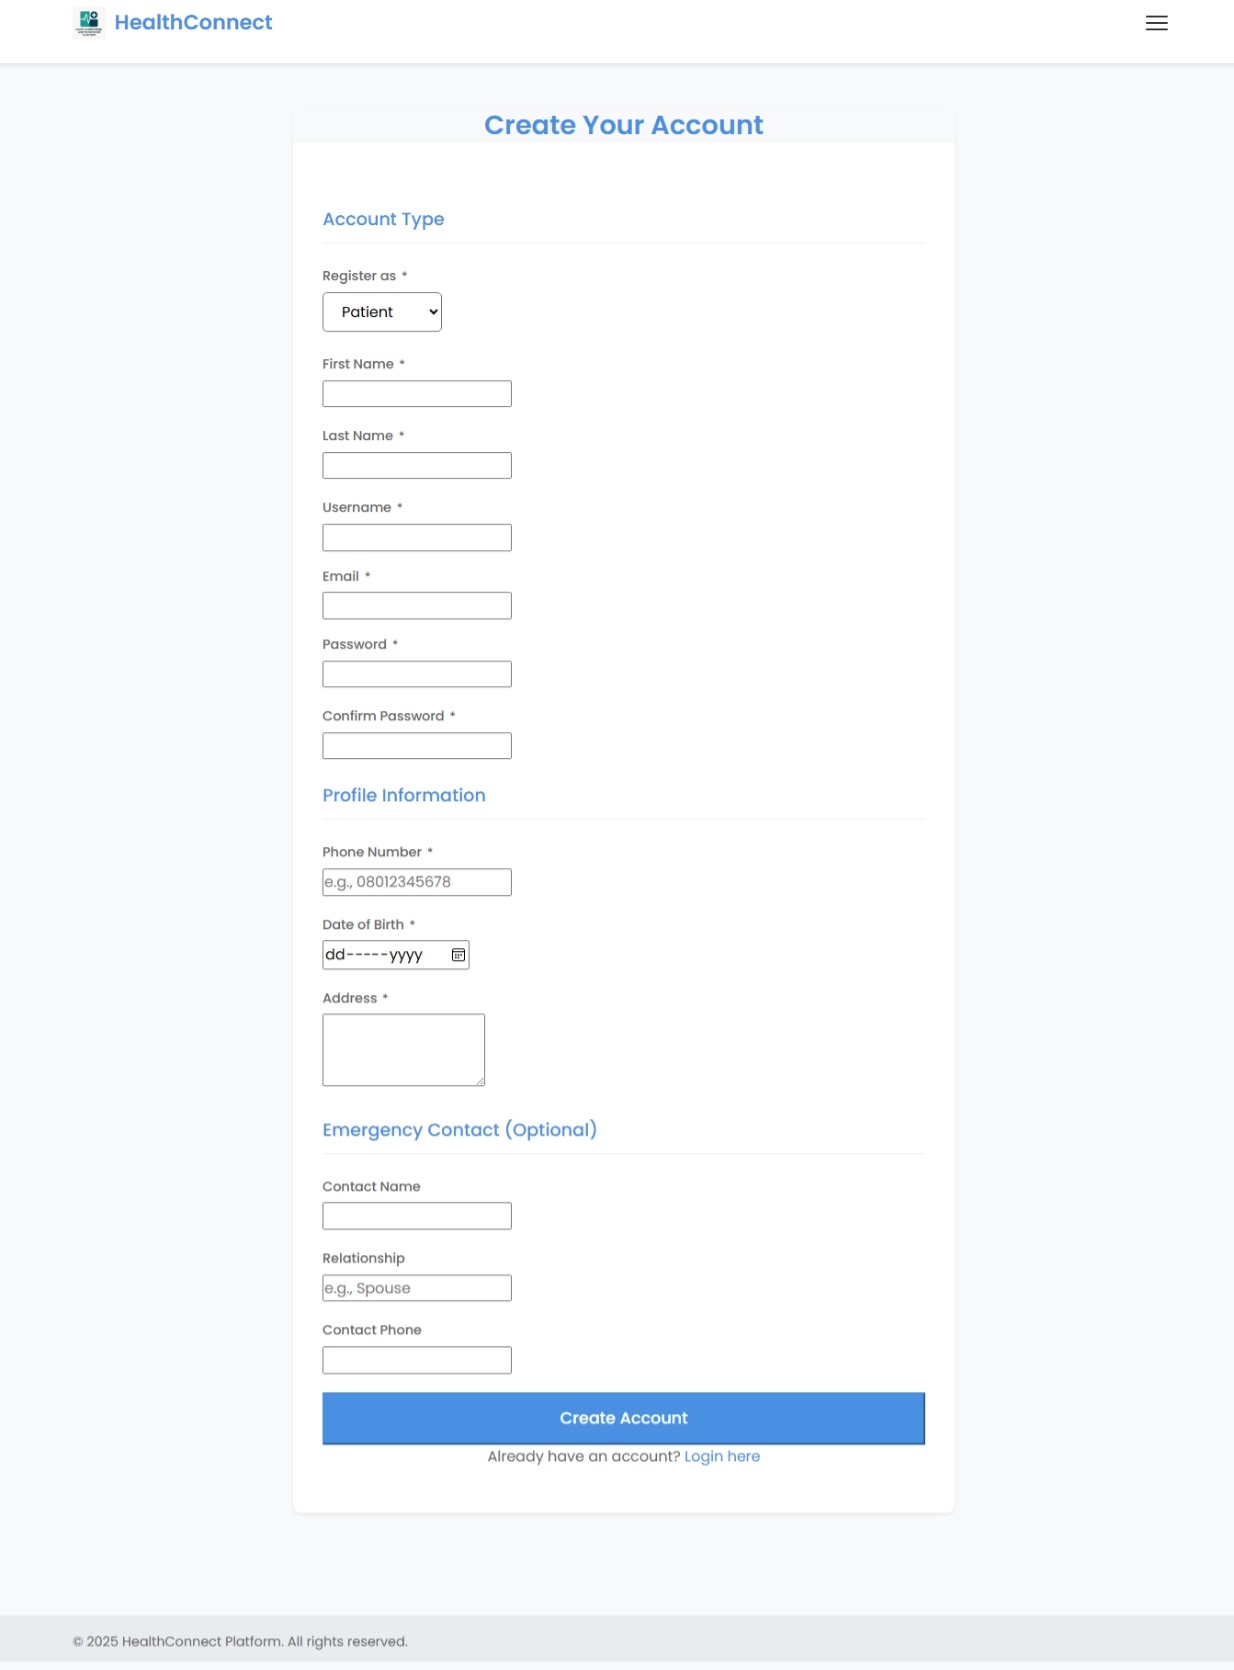 HealthConnect
Create Your Account
Account Type
Register as *
Patient
First Name *
Last Name *
Username *
Email *
Password *
Confirm Password *
Profile Information
Phone Number *
e.g., 08012345678
Date of Birth *
dd-----yyyy
Address *
Emergency Contact (Optional)
Contact Name
Relationship
e.g., Spouse
Contact Phone
Create Account
Already have an account? Login here
© 2025 HealthConnect Platform. All rights reserved.